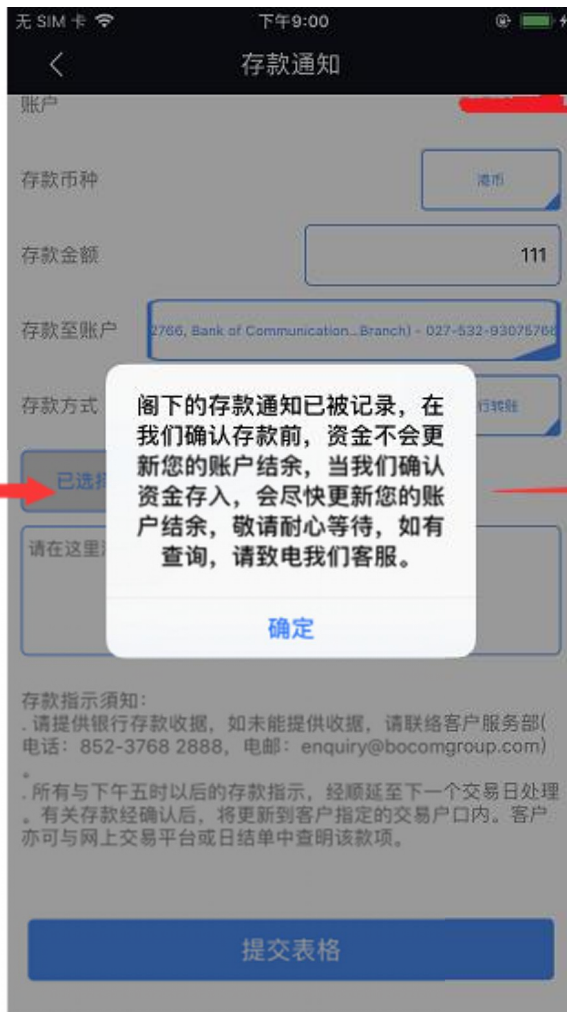 无 SIM 卡
下午9:00
存款通知
账户
存款币种
港币
存款金额
111
存款至账户
2766, Bank of Communication...Branch) - 027-532-93075766
存款方式
行转账
已选择
请在这里
阁下的存款通知已被记录，在
我们确认存款前，资金不会更
新您的账户结余，当我们确认
资金存入，会尽快更新您的账
户结余，敬请耐心等待，如有
查询，请致电我们客服。
确定
存款指示须知：
. 请提供银行存款收据，如未能提供收据，请联络客户服务部(
电话：852-3768 2888，电邮：enquiry@bocomgroup.com)
。
. 所有与下午五时以后的存款指示，经顺延至下一个交易日处理
。有关存款经确认后，将更新到客户指定的交易户口内。客户
亦可与网上交易平台或日结单中查明该款项。
提交表格